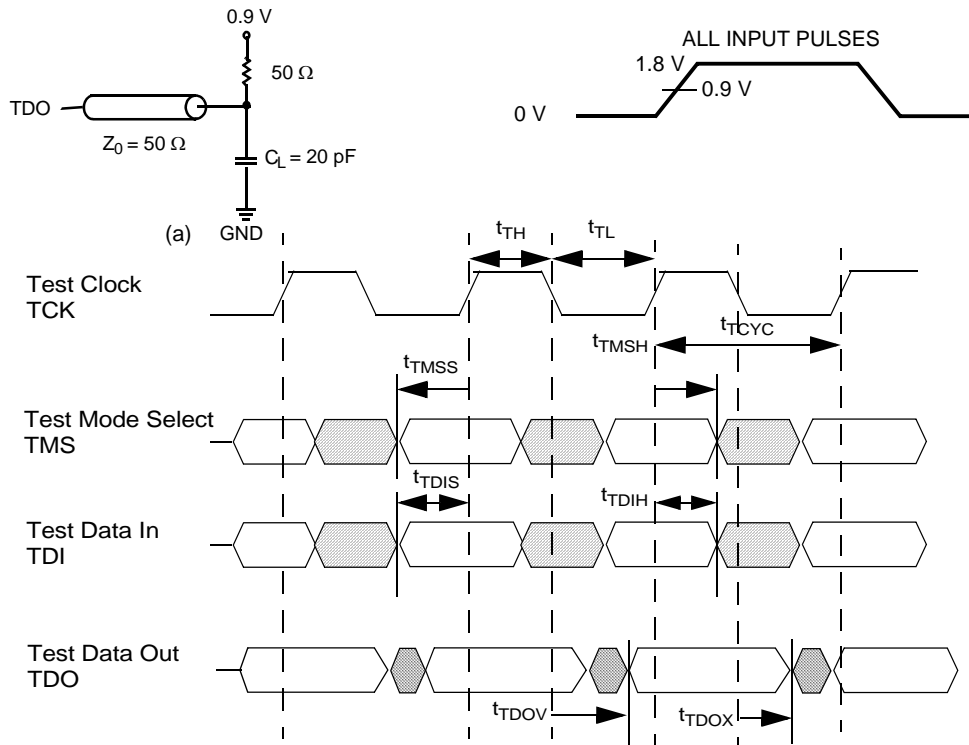 0.9 V
50 Ω
TDO
Z0 = 50 Ω
CL = 20 pF
(a)
GND
ALL INPUT PULSES
1.8 V
0.9 V
0 V
tTH
tTL
Test Clock
TCK
tTCYC
tTMSH
tTMSS
Test Mode Select
TMS
tTDIS
tTDIH
Test Data In
TDI
Test Data Out
TDO
tTDOV
tTDOX